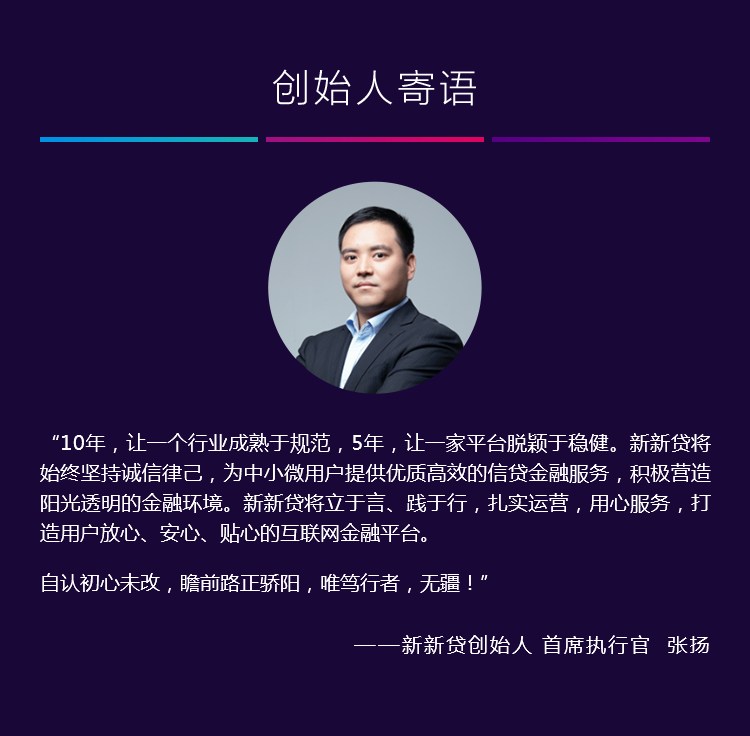 创始人寄语
“10年，让一个行业成熟于规范，5年，让一家平台脱颖于稳健。新新贷将
始终坚持诚信律己，为中小微用户提供优质高效的信贷金融服务，积极营造
阳光透明的金融环境。新新贷将立于言、践于行，扎实运营，用心服务，打
造用户放心、安心、贴心的互联网金融平台。
自认初心未改，瞻前路正骄阳，唯笃行者，无疆！”
——新新贷创始人 首席执行官 张扬